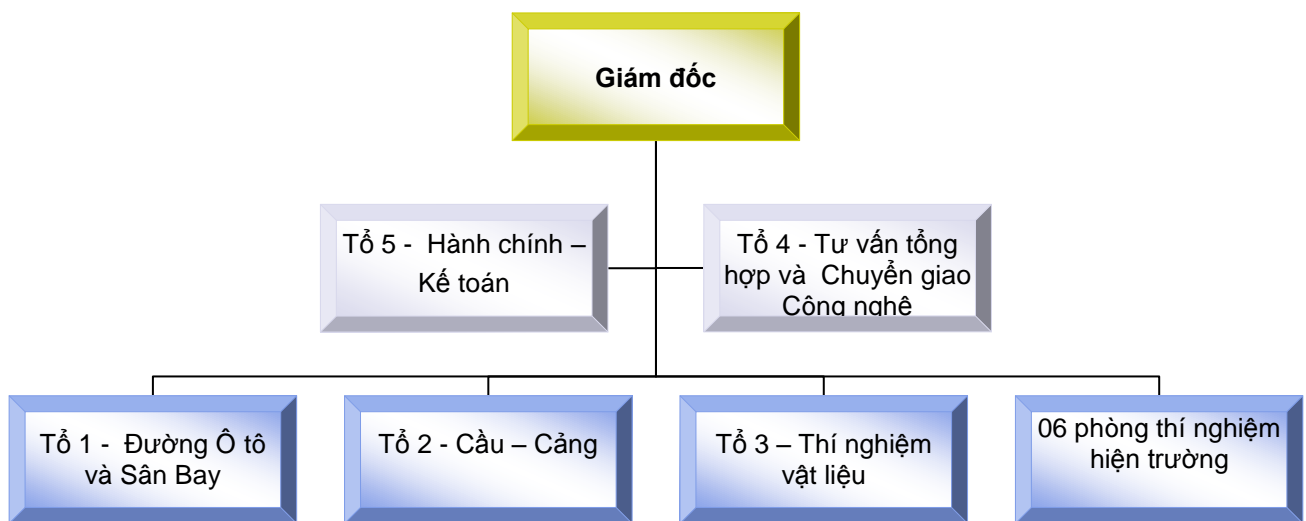 Giám đốc
Tổ 5 - Hành chính –
Kế toán
Tổ 4 - Tư vấn tổng
hợp và Chuyển giao
Công nghệ
Tổ 1 - Đường Ô tô
và Sân Bay
Tổ 2 - Cầu – Cảng
Tổ 3 – Thí nghiệm
vật liệu
06 phòng thí nghiệm
hiện trường